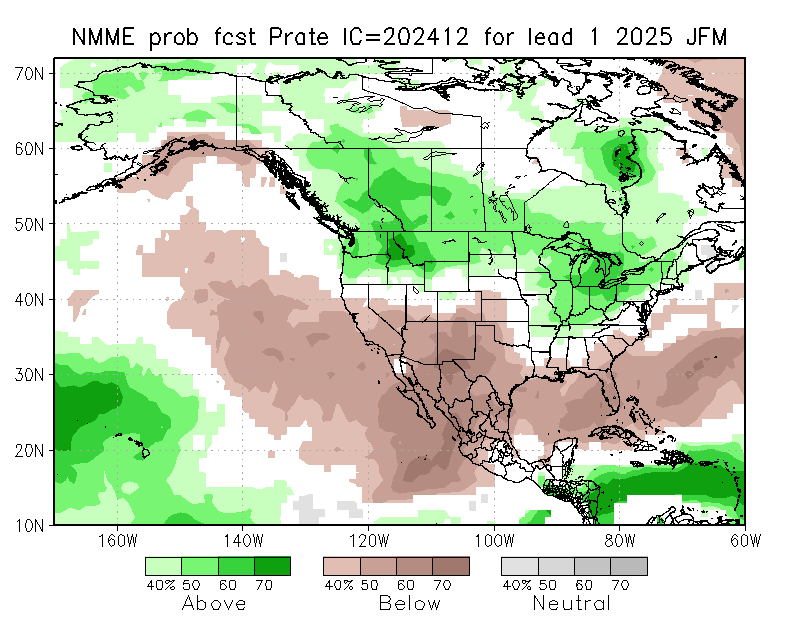 NMME prob fcst Prate IC=202412 for lead 1 2025 JFM
70N
60N
50N
40N
30N
20N
10N
160W 140W 120W 100W 80W 60W
40% 50 60 70 40% 50 60 70 40% 50 60 70
Above Below Neutral